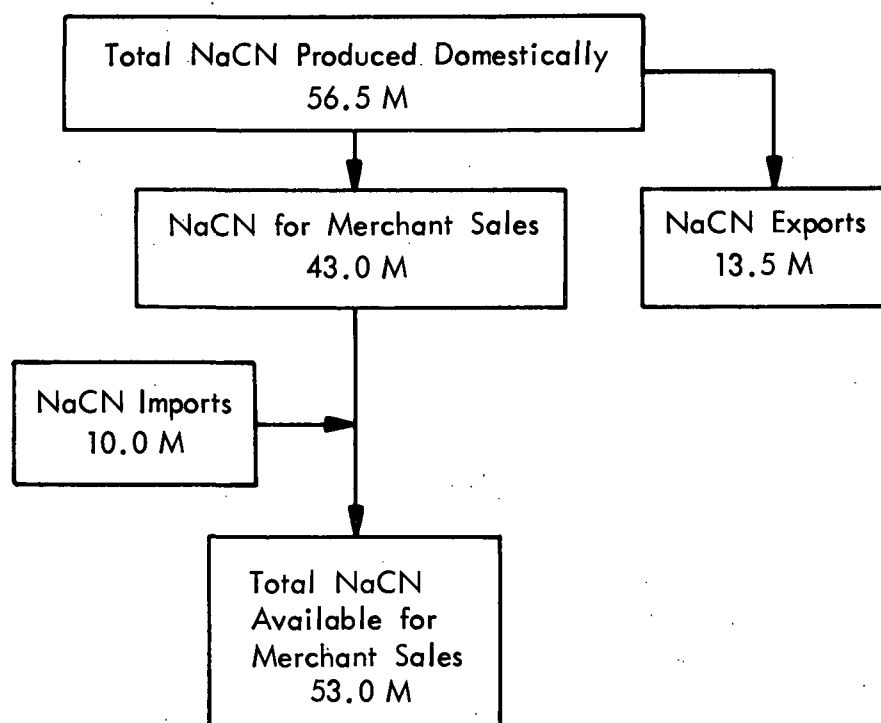 Total NaCN Produced Domestically
56.5 M
NaCN for Merchant Sales
43.0 M
NaCN Exports
13.5 M
NaCN Imports
10.0 M
Total NaCN
Available for
Merchant Sales
53.0 M